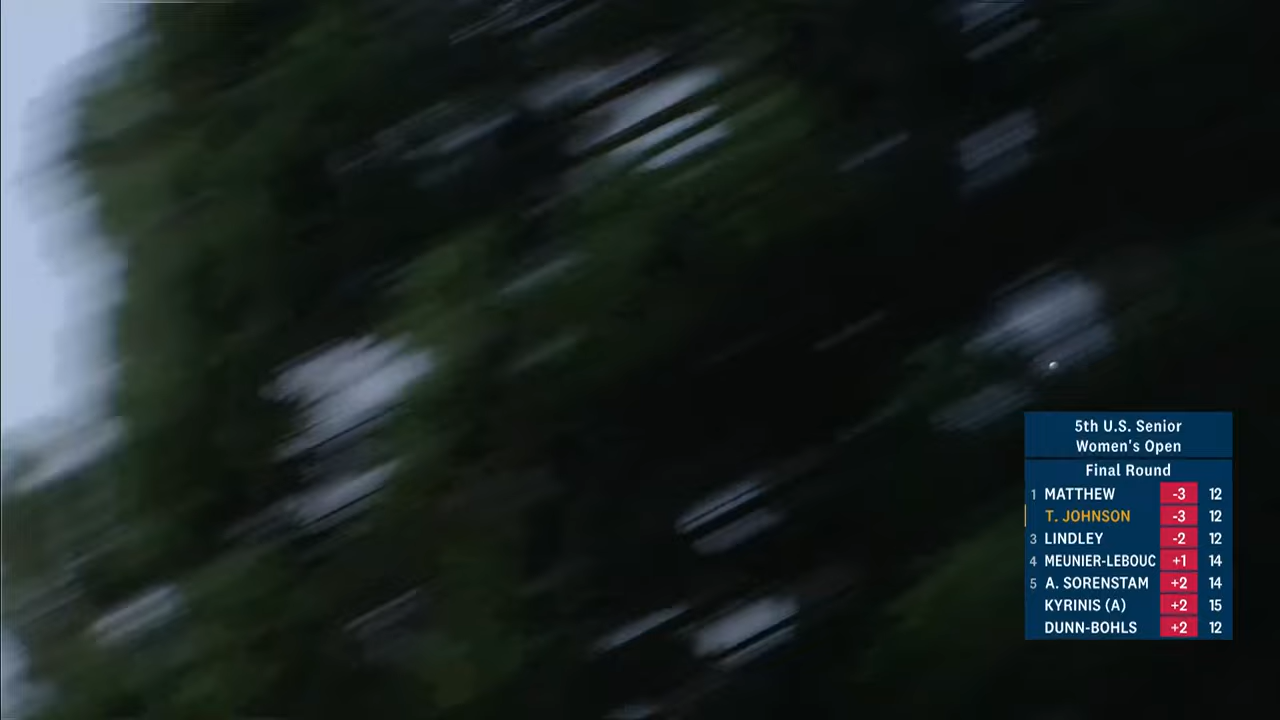 5th U.S. Senior
Women's Open
Final Round
1 MATTHEW -3 12
T. JOHNSON -3 12
3 LINDLEY -2 12
4 MEUNIER-LEBOUC +1 14
5 A. SORENSTAM +2 14
KYRINIS (A) +2 15
DUNN-BOHLS +2 12